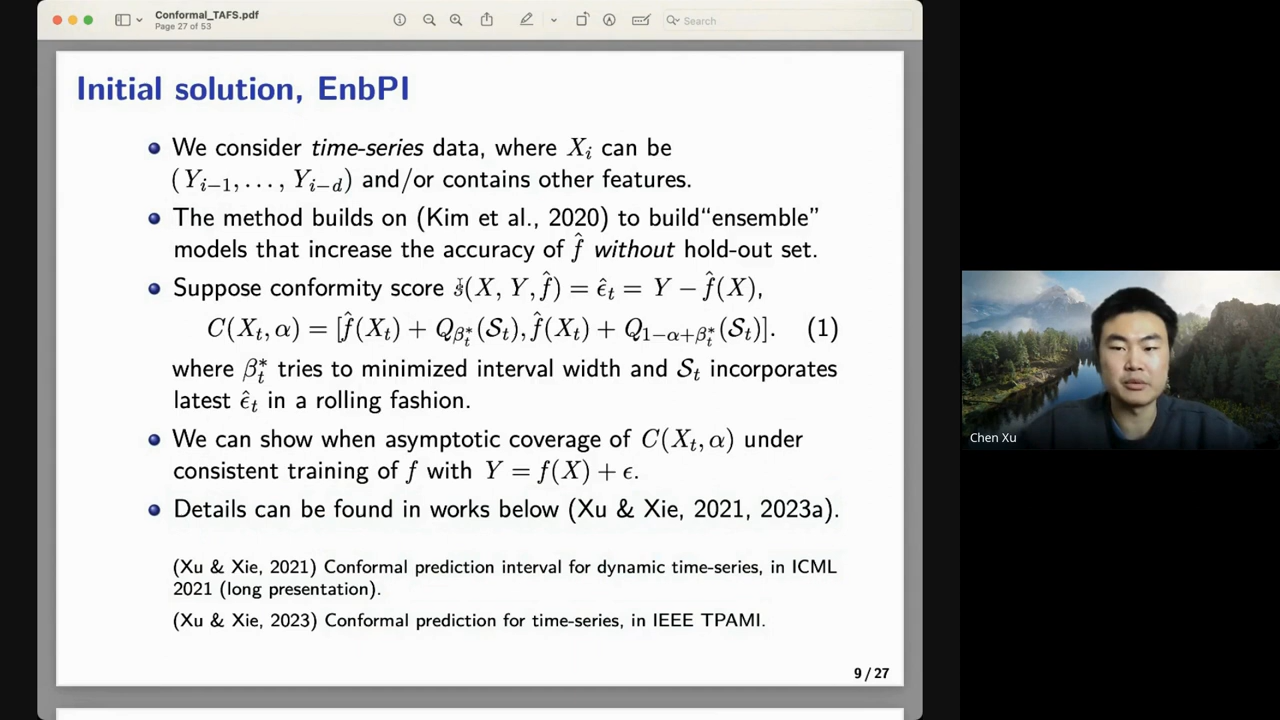 Conformal_TAFS.pdf
Page 27 of 53
Search
Initial solution, EnbPI
We consider time-series data, where X_i can be
(Y_{i−1}, . . . , Y_{i−d}) and/or contains other features.
The method builds on (Kim et al., 2020) to build“ensemble”
models that increase the accuracy of f̂ without hold-out set.
Suppose conformity score s(X, Y, f̂) = ε̂_t = Y − f̂(X),
C(X_t, α) = [f̂(X_t) + Q_{β_t^*}(𝒮_t), f̂(X_t) + Q_{1−α+β_t^*}(𝒮_t)]. (1)
where β_t^* tries to minimized interval width and 𝒮_t incorporates
latest ε̂_t in a rolling fashion.
We can show when asymptotic coverage of C(X_t, α) under
consistent training of f with Y = f(X) + ϵ.
Details can be found in works below (Xu & Xie, 2021, 2023a).
(Xu & Xie, 2021) Conformal prediction interval for dynamic time-series, in ICML
2021 (long presentation).
(Xu & Xie, 2023) Conformal prediction for time-series, in IEEE TPAMI.
9 / 27
Chen Xu